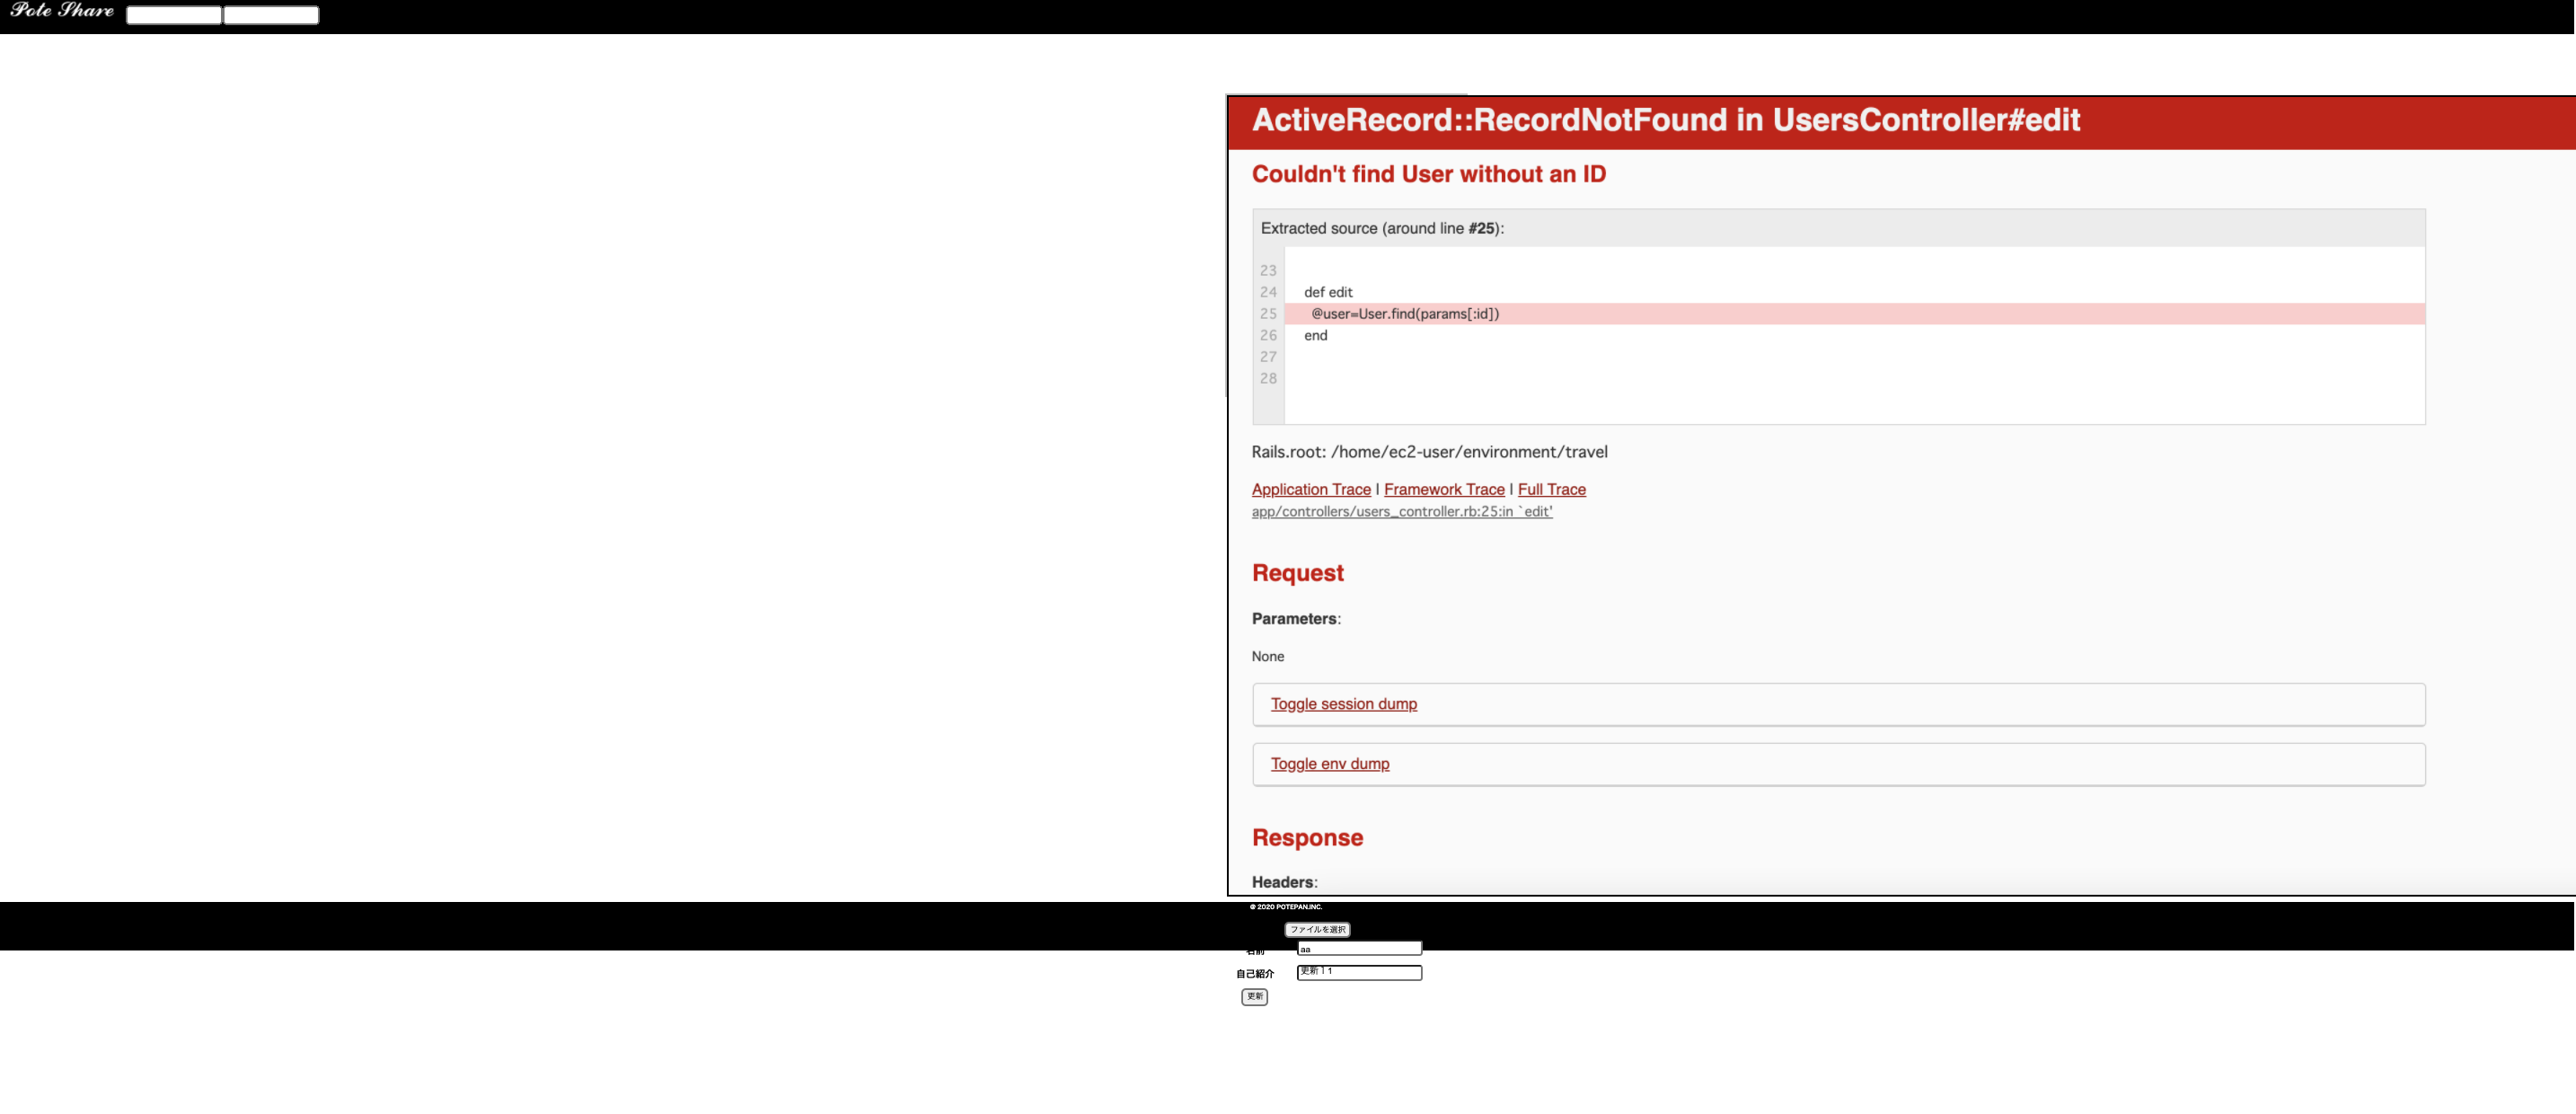 Pote Share
ActiveRecord::RecordNotFound in UsersController#edit
Couldn't find User without an ID
Extracted source (around line #25):
23
24 def edit
25 @user=User.find(params[:id])
26 end
27
28
Rails.root: /home/ec2-user/environment/travel
Application Trace | Framework Trace | Full Trace
app/controllers/users_controller.rb:25:in `edit'
Request
Parameters:
None
Toggle session dump
Toggle env dump
Response
Headers:
© 2020 POTEPAN.INC.
ファイルを選択
名前 aa
自己紹介 更新！1
更新